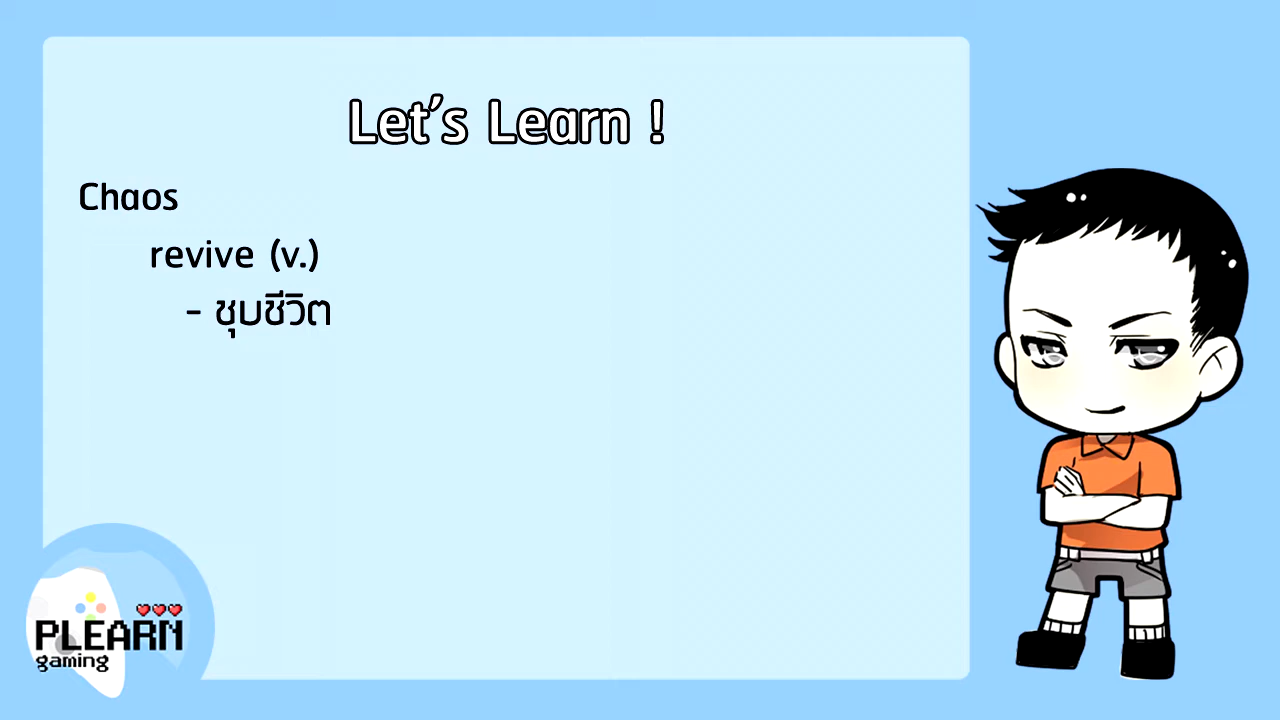 Let's Learn !
Chaos
revive (v.)
- ชุบชีวิต
PLEARN
gaming